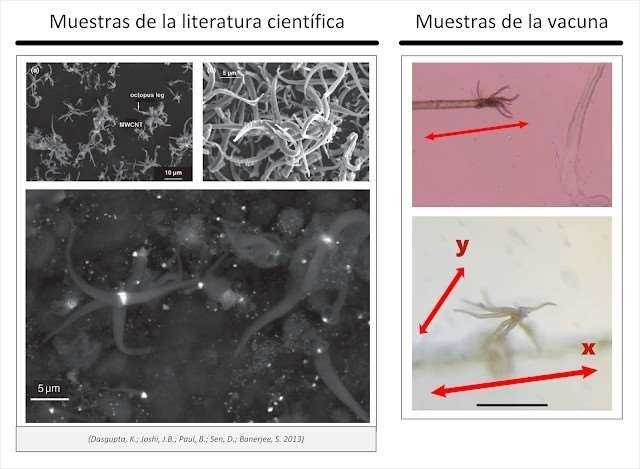 Muestras de la literatura científica
Muestras de la vacuna
(a)
octopus leg
MWCNT
10 µm
(b)
5 µm
5 µm
y
x
(Dasgupta, K.; Joshi, J.B.; Paul, B.; Sen, D.; Banerjee, S. 2013)